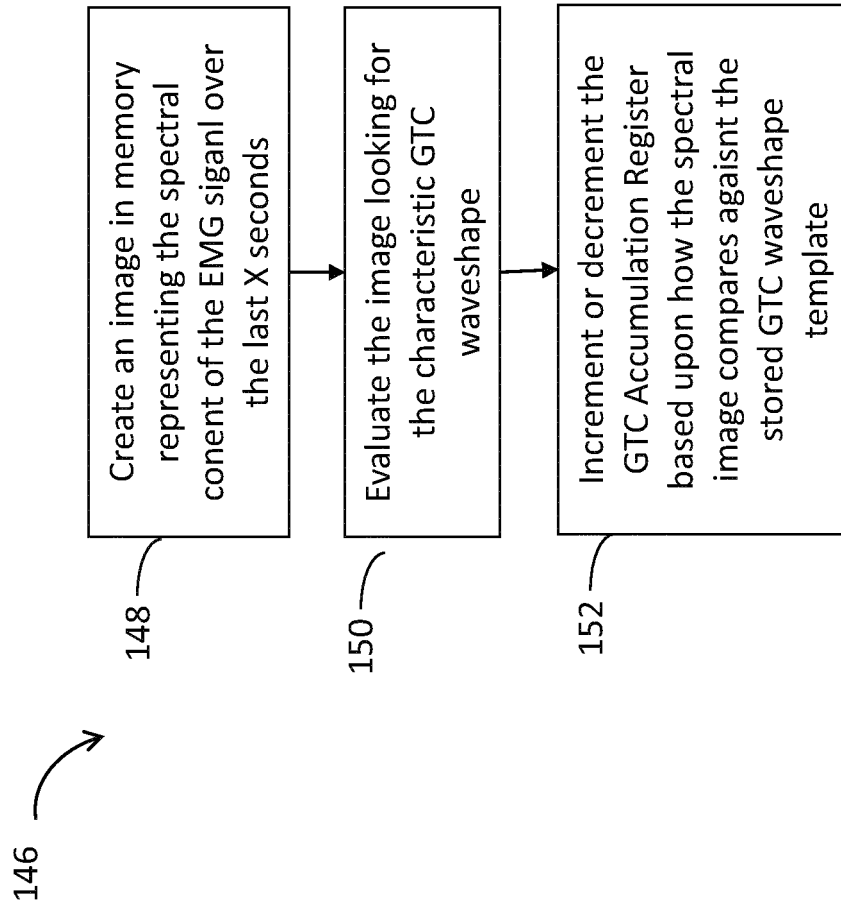 146
148
Create an image in memory
representing the spectral
conent of the EMG siganl over
the last X seconds
150
Evaluate the image looking for
the characteristic GTC
waveshape
152
Increment or decrement the
GTC Accumulation Register
based upon how the spectral
image compares agaisnt the
stored GTC waveshape
template